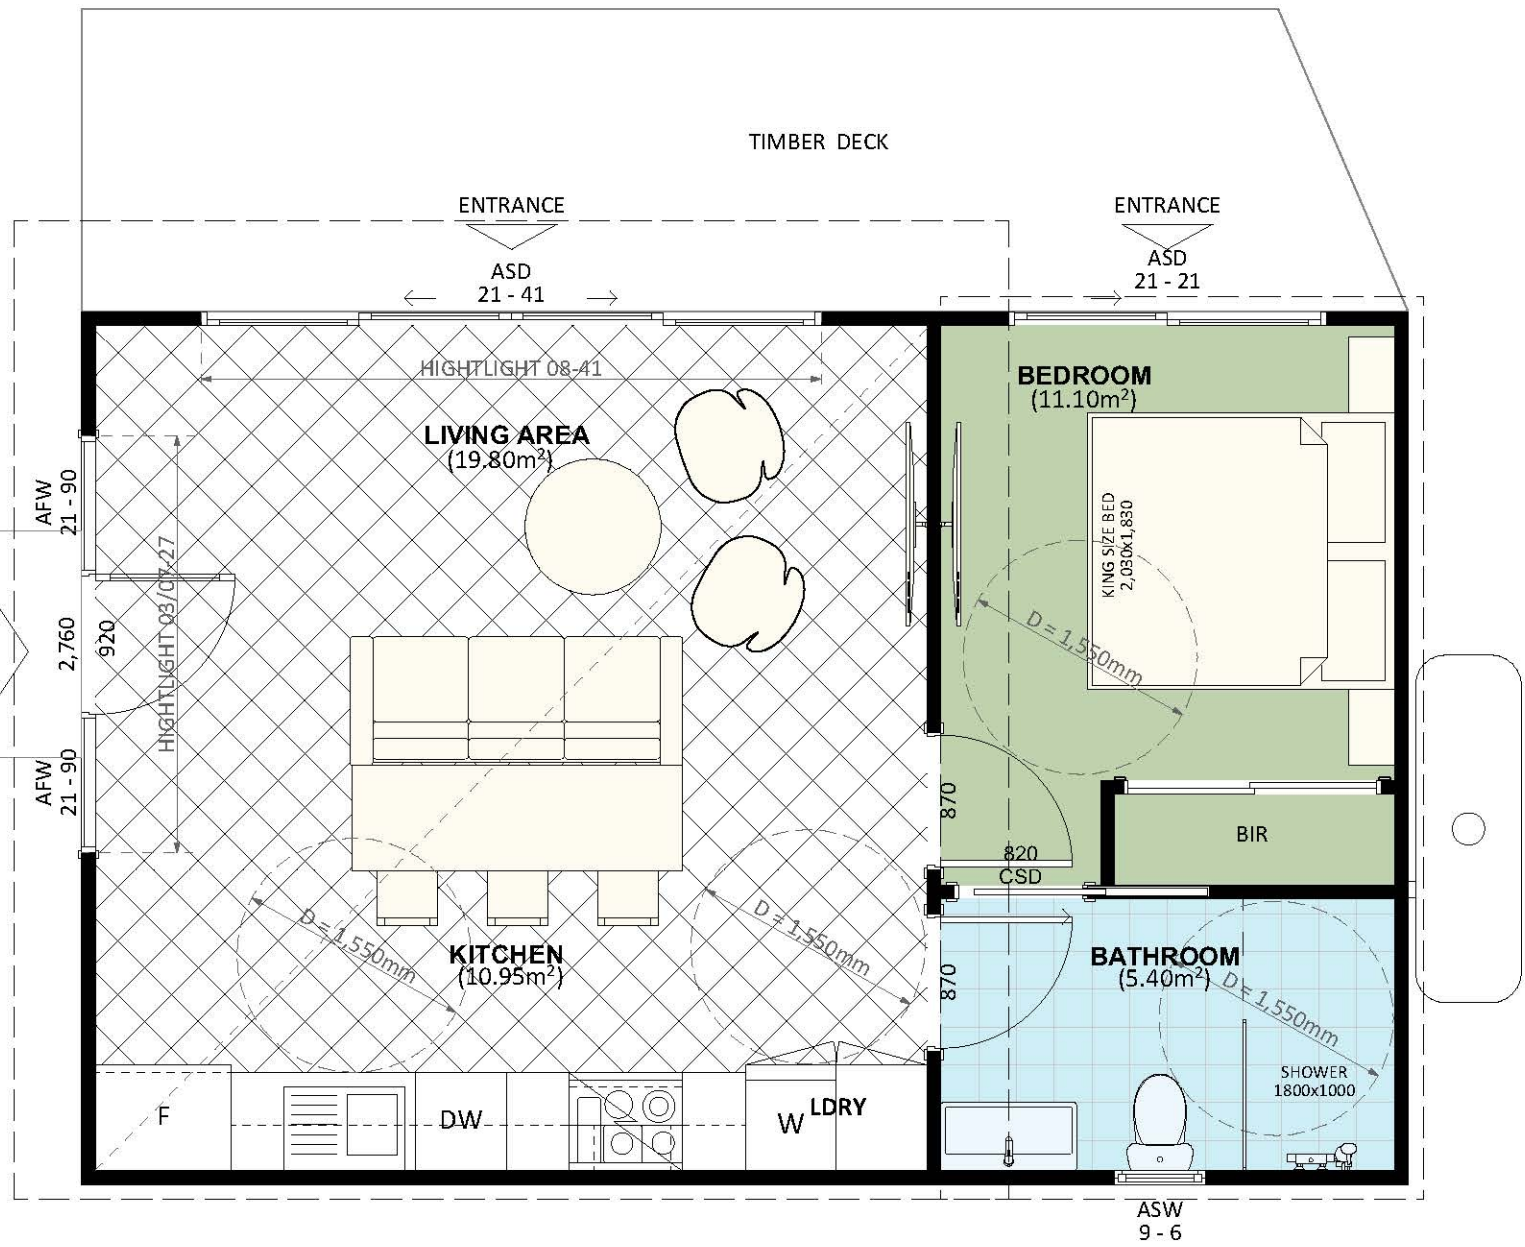 TIMBER DECK
ENTRANCE
ENTRANCE
ASD
21 - 41
ASD
21 - 21
HIGHTLIGHT 08-41
BEDROOM
(11.10m²)
LIVING AREA
(19.80m²)
AFW
21 - 90
KING SIZE BED
2,030x1,830
HIGHTLIGHT 03/07-27
2,760
920
D = 1,550mm
AFW
21 - 90
870
BIR
820
CSD
D = 1,550mm
D = 1,550mm
KITCHEN
(10.95m²)
870
BATHROOM
(5.40m²)
D = 1,550mm
SHOWER
1800x1000
F
DW
W
LDRY
ASW
9 - 6